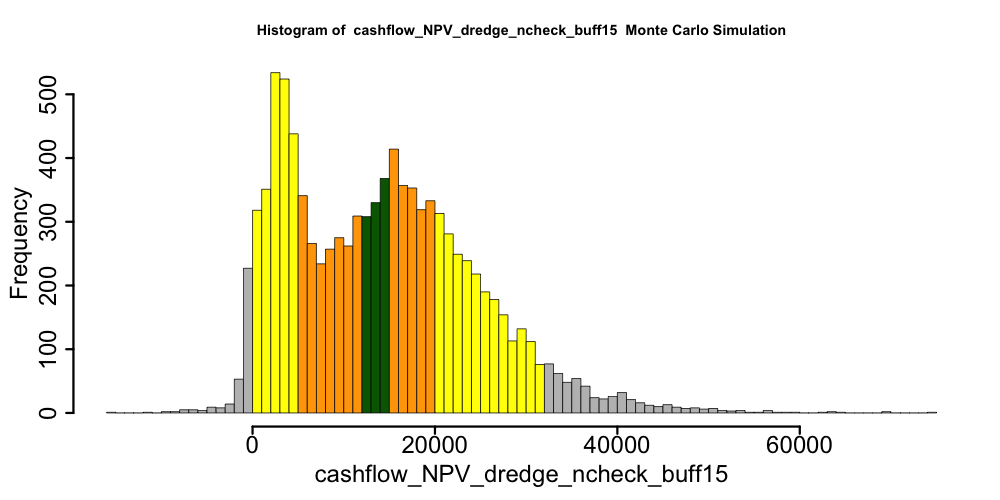 Histogram of cashflow_NPV_dredge_ncheck_buff15 Monte Carlo Simulation
Frequency
500
400
300
200
100
0
0 20000 40000 60000
cashflow_NPV_dredge_ncheck_buff15